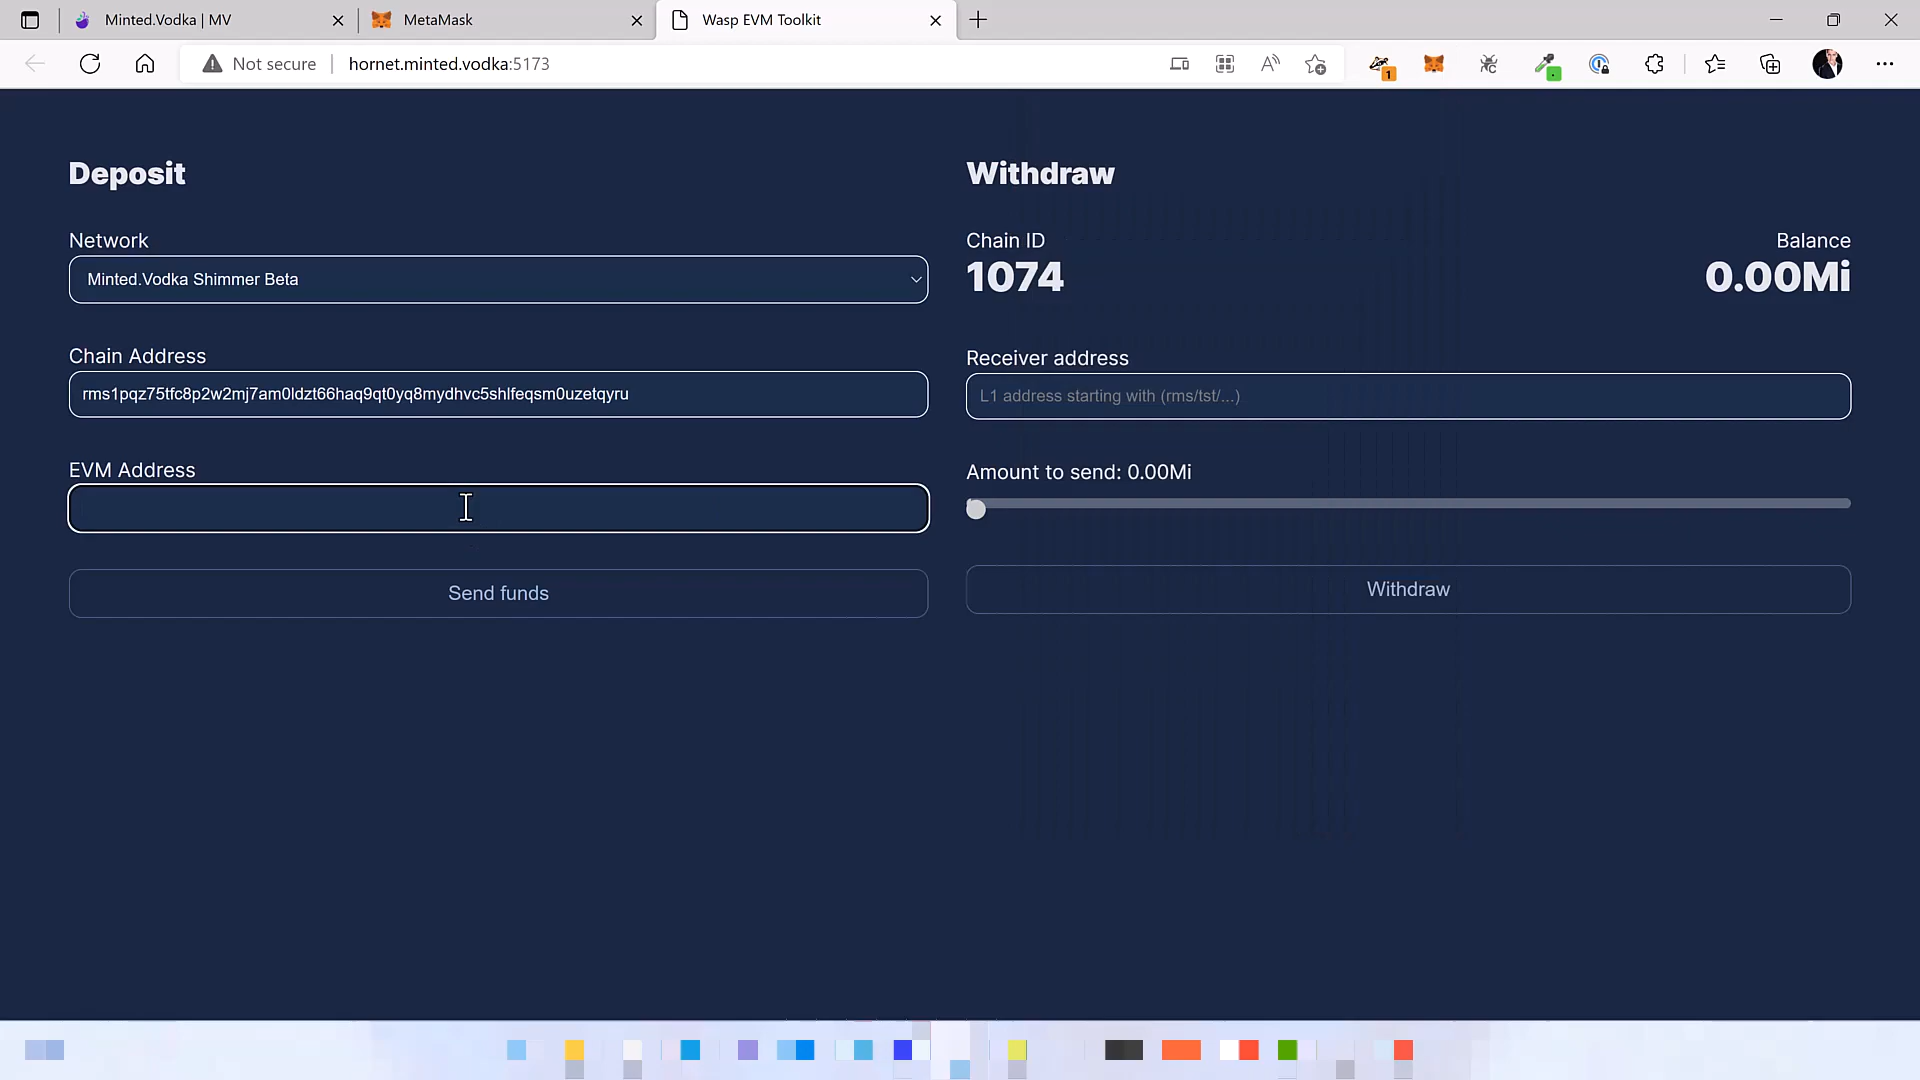 Minted.Vodka | MV
MetaMask
Wasp EVM Toolkit
Not secure
hornet.minted.vodka:5173
1
Deposit
Network
Minted.Vodka Shimmer Beta
Chain Address
rms1pqz75tfc8p2w2mj7am0ldzt66haq9qt0yq8mydhvc5shlfeqsm0uzetqyru
EVM Address
Send funds
Withdraw
Chain ID
1074
Balance
0.00Mi
Receiver address
L1 address starting with (rms/tst/...)
Amount to send: 0.00Mi
Withdraw